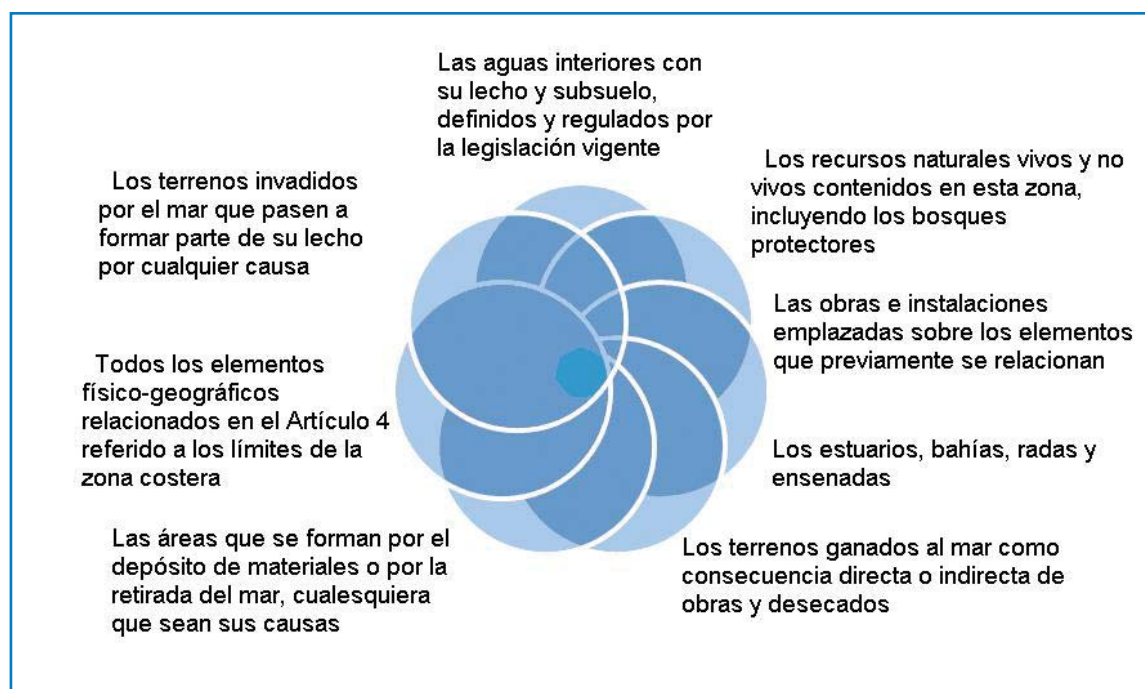 Las aguas interiores con
su lecho y subsuelo,
definidos y regulados por
la legislación vigente
Los recursos naturales vivos y no
vivos contenidos en esta zona,
incluyendo los bosques
protectores
Las obras e instalaciones
emplazadas sobre los elementos
que previamente se relacionan
Los estuarios, bahías, radas y
ensenadas
Los terrenos ganados al mar como
consecuencia directa o indirecta de
obras y desecados
Las áreas que se forman por el
depósito de materiales o por la
retirada del mar, cualesquiera
que sean sus causas
Todos los elementos
físico-geográficos
relacionados en el Artículo 4
referido a los límites de la
zona costera
Los terrenos invadidos
por el mar que pasen a
formar parte de su lecho
por cualquier causa